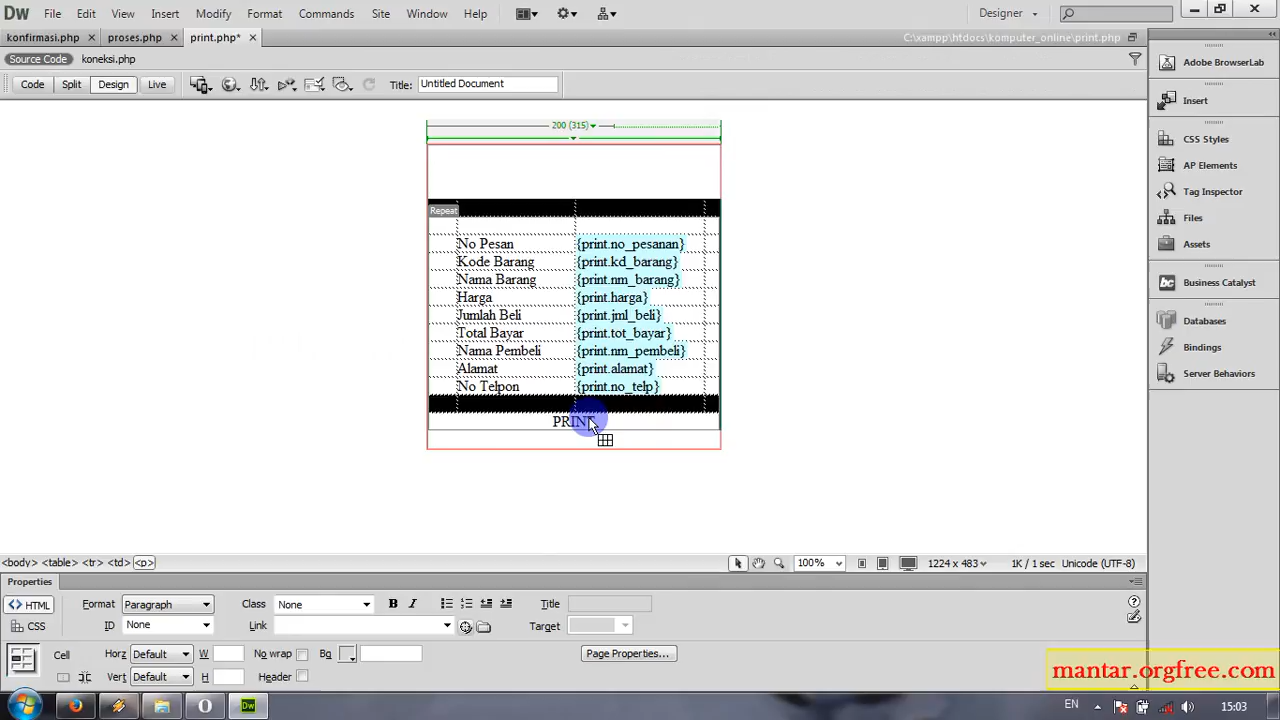 Dw File Edit View Insert Modify Format Commands Site Window Help Designer
konfirmasi.php proses.php print.php* C:\xampp\htdocs\komputer_online\print.php
Source Code koneksi.php
Code Split Design Live Title: Untitled Document
200 (315)
Repeat
No Pesan {print.no_pesanan}
Kode Barang {print.kd_barang}
Nama Barang {print.nm_barang}
Harga {print.harga}
Jumlah Beli {print.jml_beli}
Total Bayar {print.tot_bayar}
Nama Pembeli {print.nm_pembeli}
Alamat {print.alamat}
No Telpon {print.no_telp}
PRINT
Adobe BrowserLab
Insert
CSS Styles
AP Elements
Tag Inspector
Files
Assets
Business Catalyst
Databases
Bindings
Server Behaviors
<body> <table> <tr> <td> <p> 100% 1224 x 483 1K / 1 sec Unicode (UTF-8)
Properties
<> HTML Format Paragraph Class None B I Title
CSS ID None Link Target
Cell Horz Default W No wrap Bg Page Properties...
Vert Default H Header
mantar.orgfree.com
Dw EN 15:03